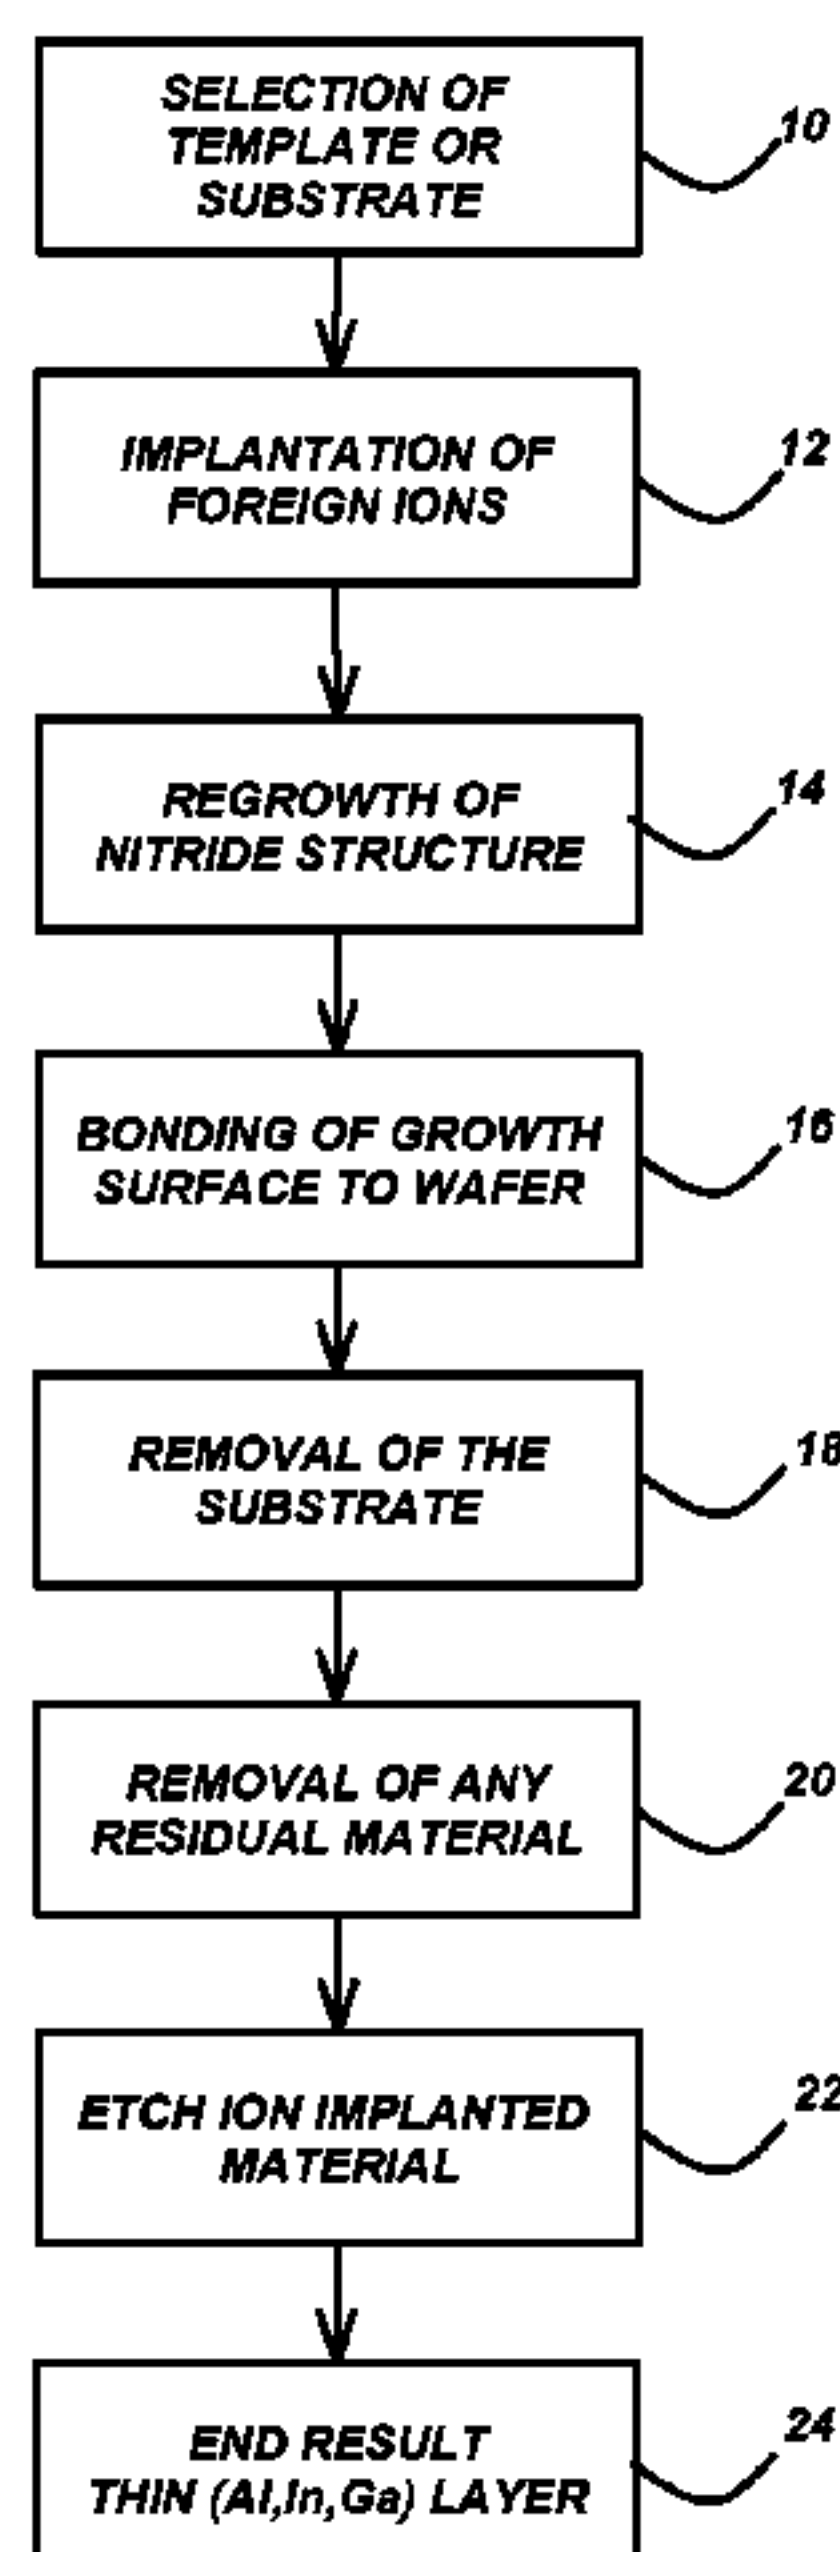 SELECTION OF
TEMPLATE OR
SUBSTRATE
10
IMPLANTATION OF
FOREIGN IONS
12
REGROWTH OF
NITRIDE STRUCTURE
14
BONDING OF GROWTH
SURFACE TO WAFER
16
REMOVAL OF THE
SUBSTRATE
18
REMOVAL OF ANY
RESIDUAL MATERIAL
20
ETCH ION IMPLANTED
MATERIAL
22
END RESULT
THIN (Al,In,Ga) LAYER
24